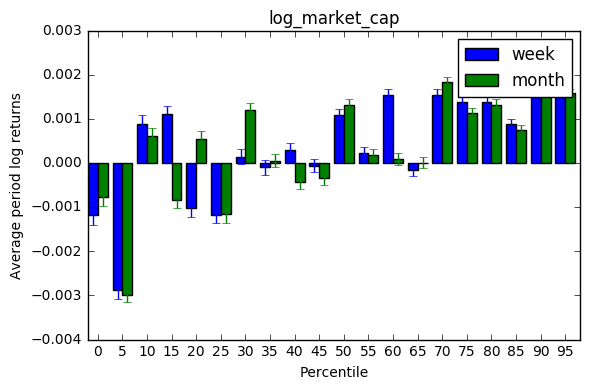 log_market_cap
week
month
0.003
0.002
0.001
0.000
−0.001
−0.002
−0.003
−0.004
Average period log returns
0 5 10 15 20 25 30 35 40 45 50 55 60 65 70 75 80 85 90 95
Percentile